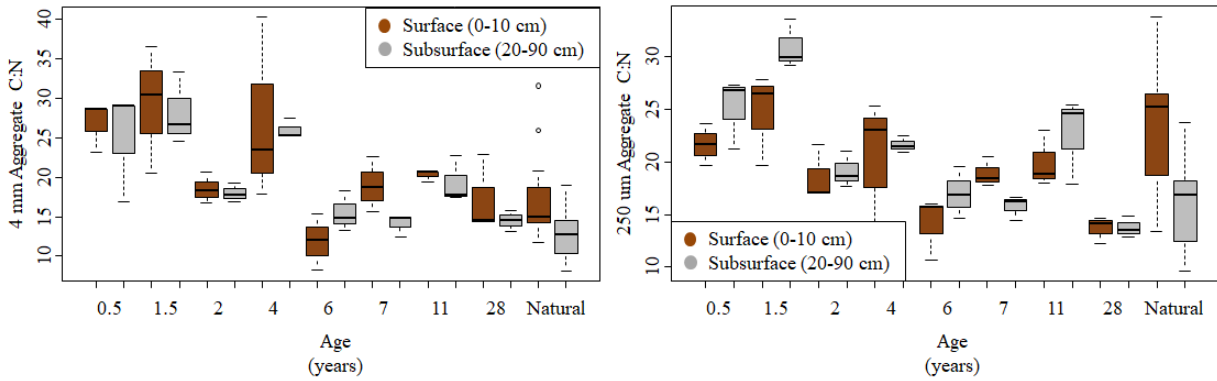 4 mm Aggregate C:N
40
35
30
25
20
15
10
Surface (0-10 cm)
Subsurface (20-90 cm)
0.5 1.5 2 4 6 7 11 28 Natural
Age
(years)
250 um Aggregate C:N
30
25
20
15
10
Surface (0-10 cm)
Subsurface (20-90 cm)
0.5 1.5 2 4 6 7 11 28 Natural
Age
(years)